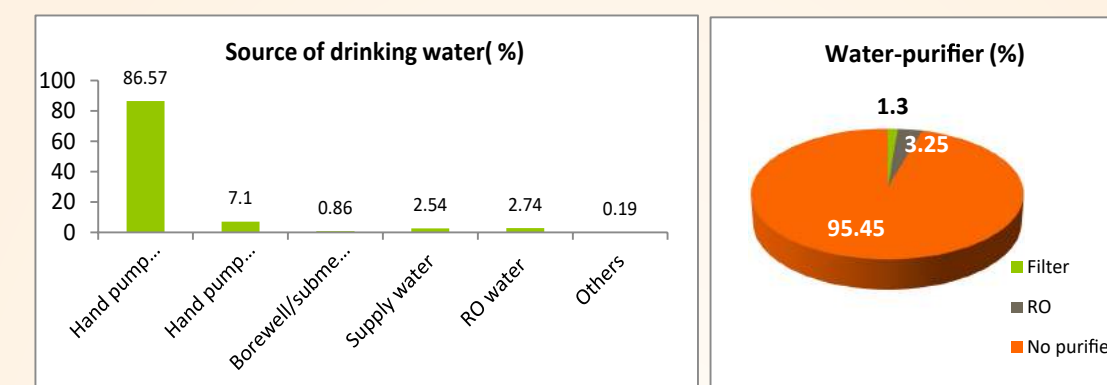 Source of drinking water( %)
100
80
60
40
20
0
86.57
7.1
0.86
2.54
2.74
0.19
Hand pump...
Hand pump...
Borewell/subme...
Supply water
RO water
Others
Water-purifier (%)
1.3
3.25
95.45
Filter
RO
No purifie